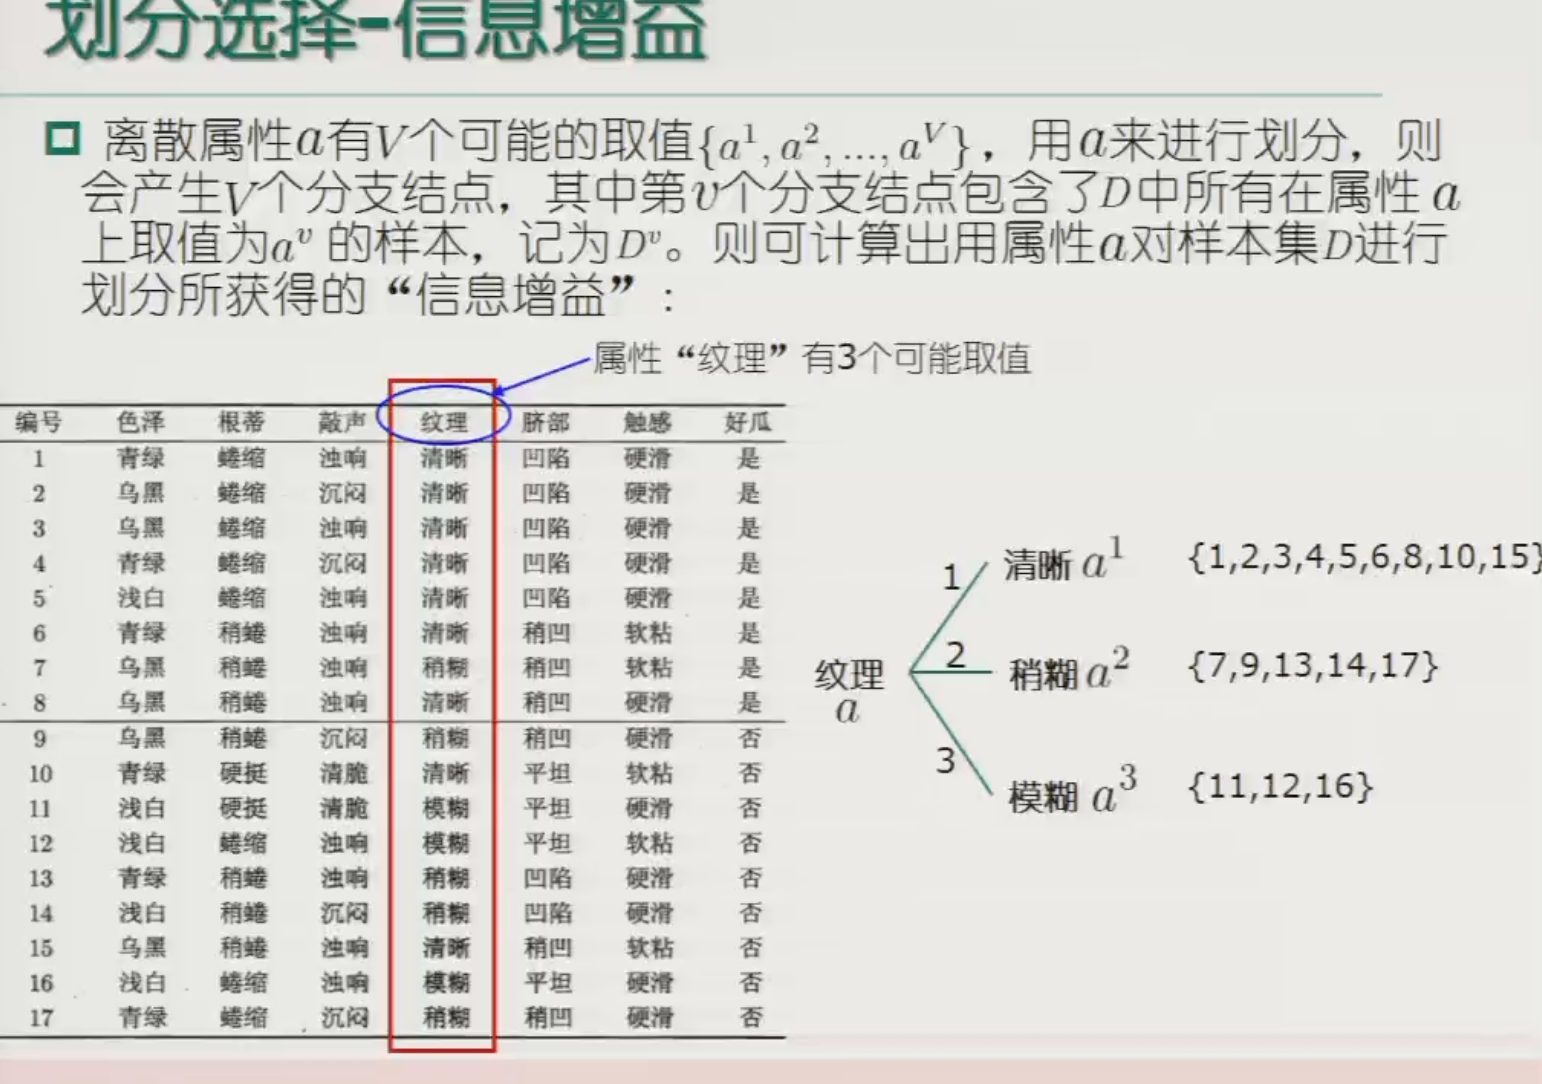 划分选择-信息增益
离散属性a有V个可能的取值{a¹, a², ..., aⱽ}，用a来进行划分，则
会产生V个分支结点，其中第v个分支结点包含了D中所有在属性a
上取值为aᵛ 的样本，记为Dᵛ。则可计算出用属性a对样本集D进行
划分所获得的“信息增益”：
属性“纹理”有3个可能取值
编号 色泽 根蒂 敲声 纹理 脐部 触感 好瓜
1 青绿 蜷缩 浊响 清晰 凹陷 硬滑 是
2 乌黑 蜷缩 沉闷 清晰 凹陷 硬滑 是
3 乌黑 蜷缩 浊响 清晰 凹陷 硬滑 是
4 青绿 蜷缩 沉闷 清晰 凹陷 硬滑 是
5 浅白 蜷缩 浊响 清晰 凹陷 硬滑 是
6 青绿 稍蜷 浊响 清晰 稍凹 软粘 是
7 乌黑 稍蜷 浊响 稍糊 稍凹 软粘 是
8 乌黑 稍蜷 浊响 清晰 稍凹 硬滑 是
9 乌黑 稍蜷 沉闷 稍糊 稍凹 硬滑 否
10 青绿 硬挺 清脆 清晰 平坦 软粘 否
11 浅白 硬挺 清脆 模糊 平坦 硬滑 否
12 浅白 蜷缩 浊响 模糊 平坦 软粘 否
13 青绿 稍蜷 浊响 稍糊 凹陷 硬滑 否
14 浅白 稍蜷 沉闷 稍糊 凹陷 硬滑 否
15 乌黑 稍蜷 浊响 清晰 稍凹 软粘 否
16 浅白 蜷缩 浊响 模糊 平坦 硬滑 否
17 青绿 蜷缩 沉闷 稍糊 稍凹 硬滑 否
1 清晰 a¹ {1,2,3,4,5,6,8,10,15}
纹理 a
2 稍糊 a² {7,9,13,14,17}
3 模糊 a³ {11,12,16}